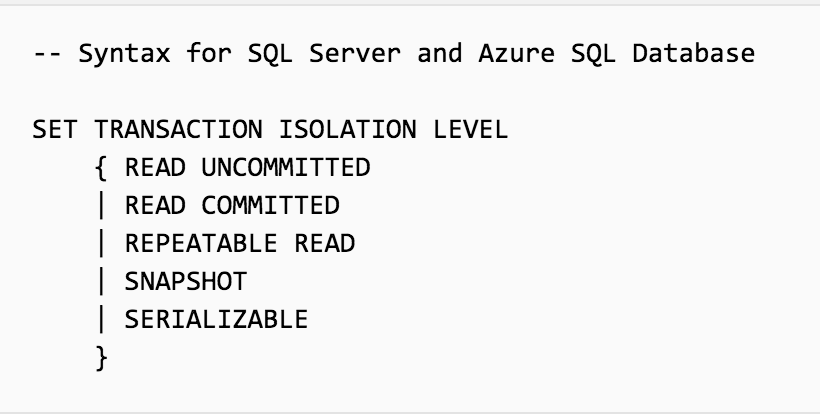 -- Syntax for SQL Server and Azure SQL Database

SET TRANSACTION ISOLATION LEVEL
    { READ UNCOMMITTED
    | READ COMMITTED
    | REPEATABLE READ
    | SNAPSHOT
    | SERIALIZABLE
    }